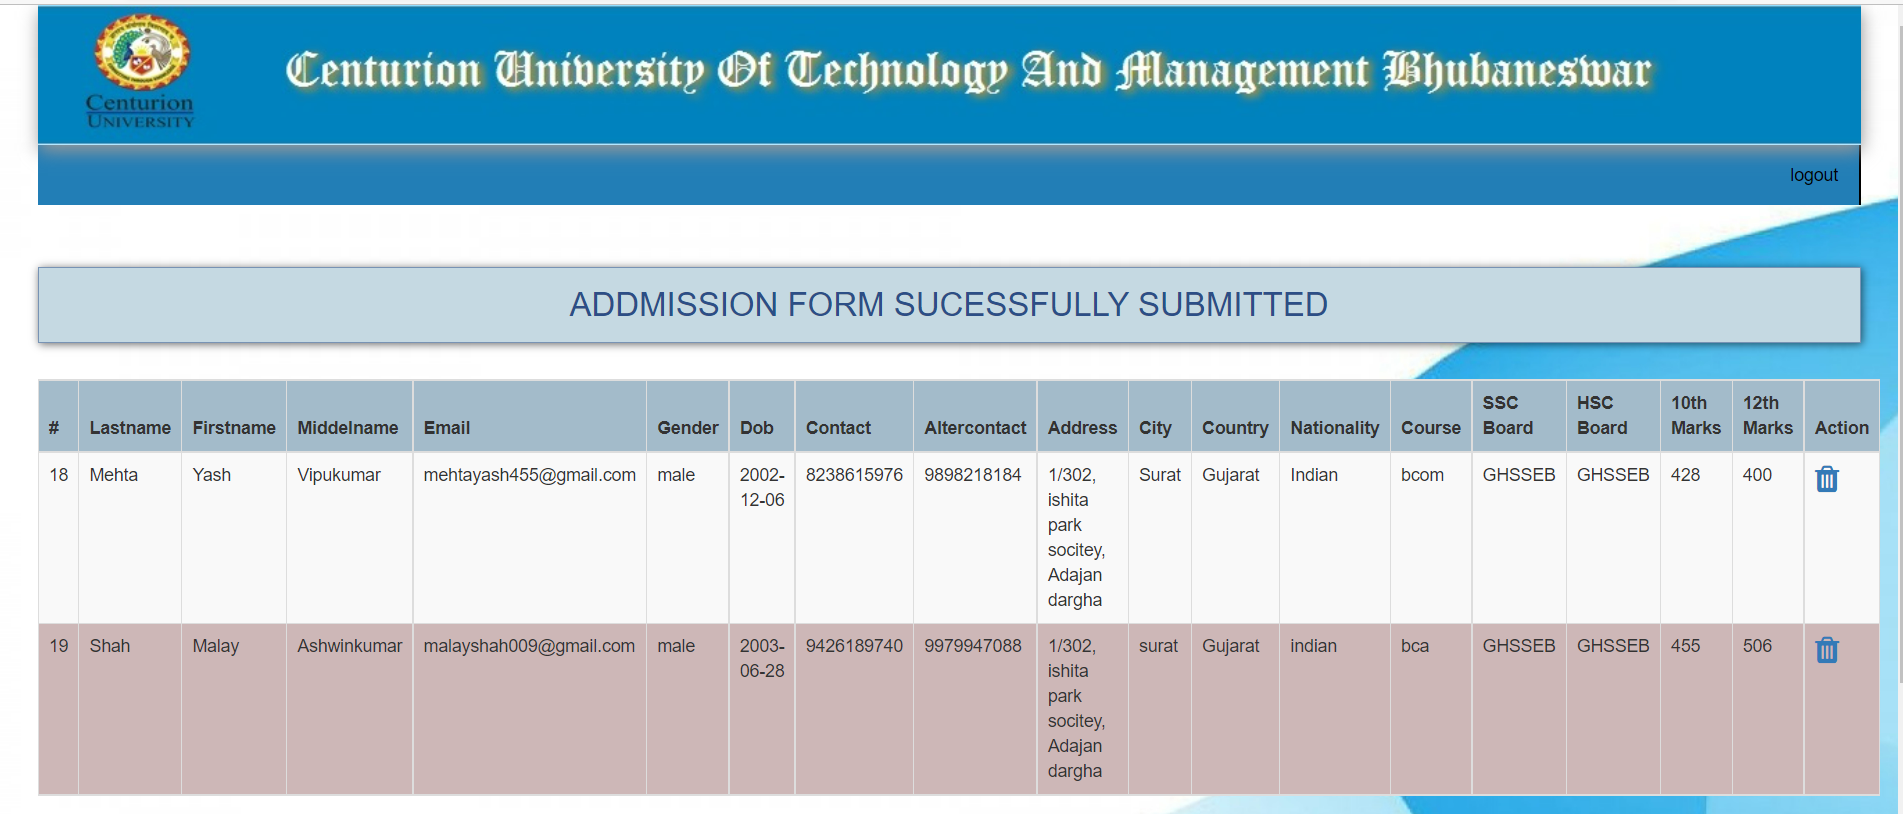 Centurion
UNIVERSITY
Centurion University Of Technology And Management Bhubaneswar
logout
ADDMISSION FORM SUCESSFULLY SUBMITTED
# Lastname Firstname Middelname Email Gender Dob Contact Altercontact Address City Country Nationality Course SSC Board HSC Board 10th Marks 12th Marks Action
18 Mehta Yash Vipukumar mehtayash455@gmail.com male 2002-12-06 8238615976 9898218184 1/302, ishita park socitey, Adajan dargha Surat Gujarat Indian bcom GHSSEB GHSSEB 428 400
19 Shah Malay Ashwinkumar malayshah009@gmail.com male 2003-06-28 9426189740 9979947088 1/302, ishita park socitey, Adajan dargha surat Gujarat indian bca GHSSEB GHSSEB 455 506